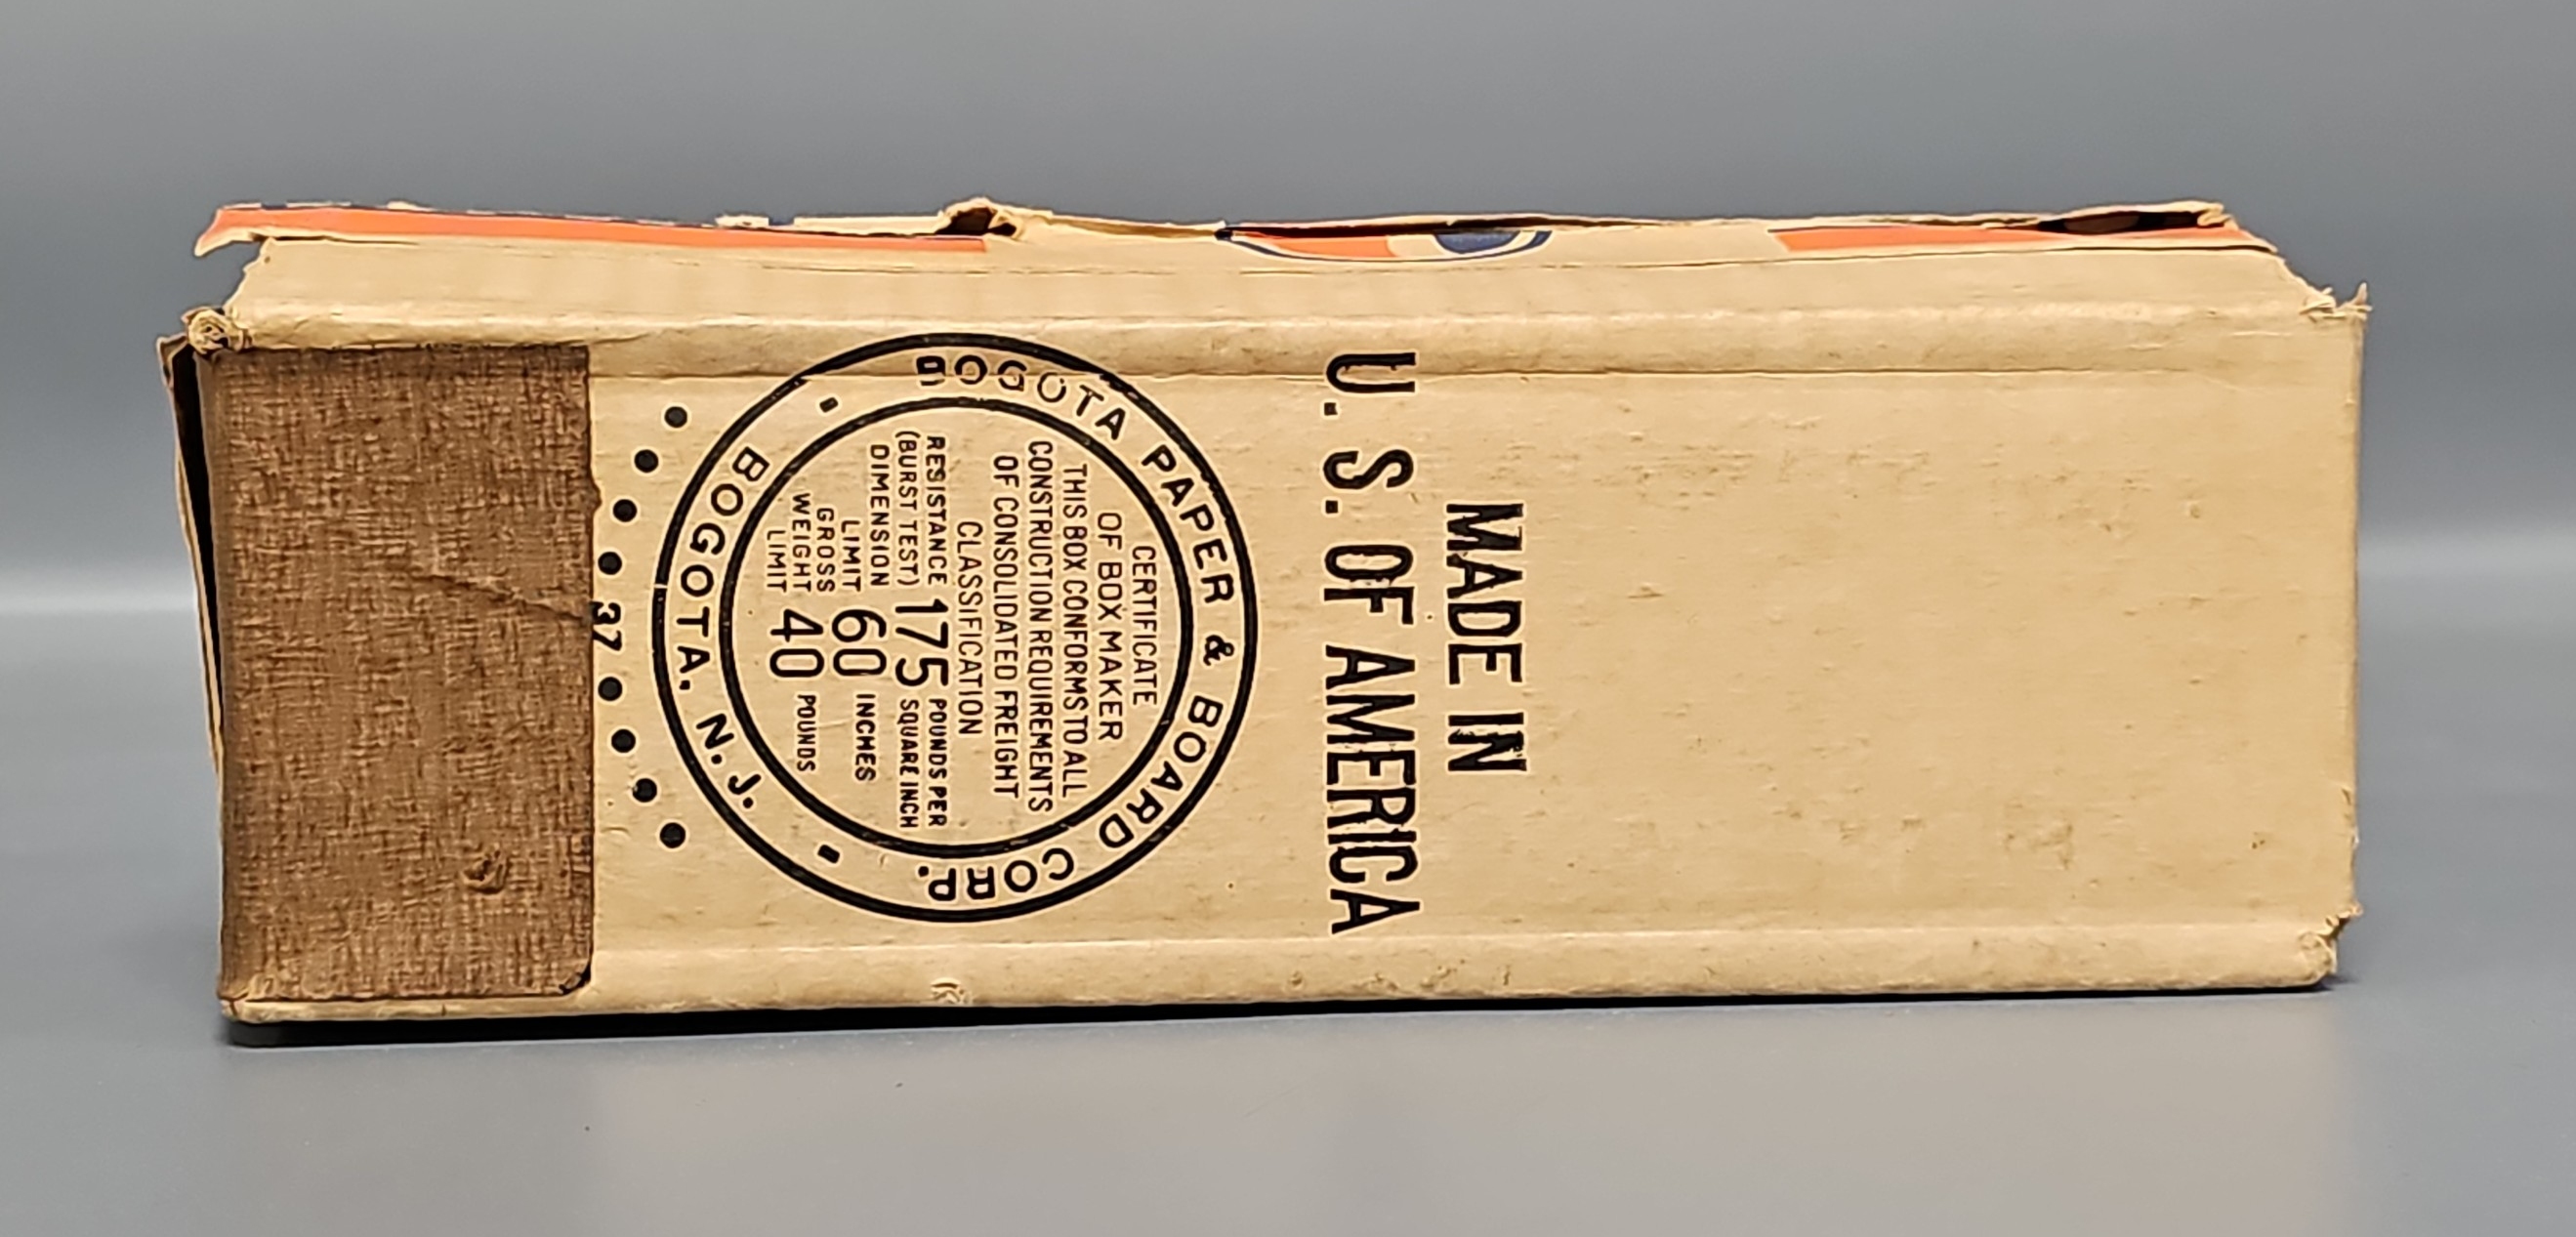 MADE IN
U. S. OF AMERICA
BOGOTA PAPER & BOARD CORP.
CERTIFICATE
OF BOX MAKER
THIS BOX CONFORMS TO ALL
CONSTRUCTION REQUIREMENTS
OF CONSOLIDATED FREIGHT
CLASSIFICATION
RESISTANCE (BURST TEST) 175 POUNDS PER SQUARE INCH
DIMENSION LIMIT 60 INCHES
GROSS WEIGHT LIMIT 40 POUNDS
BOGOTA, N.J.
37